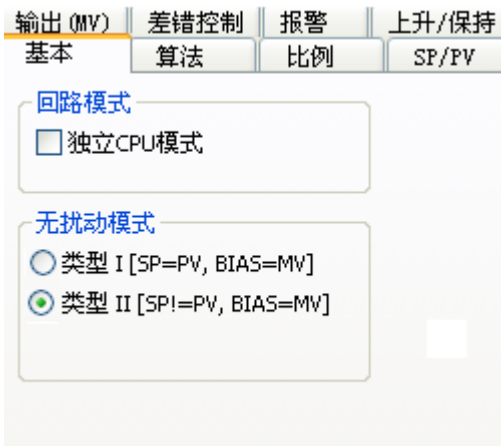 输出(MV) 差错控制 报警 上升/保持
基本 算法 比例 SP/PV
回路模式
独立CPU模式
无扰动模式
类型 I [SP=PV, BIAS=MV]
类型 II [SP!=PV, BIAS=MV]